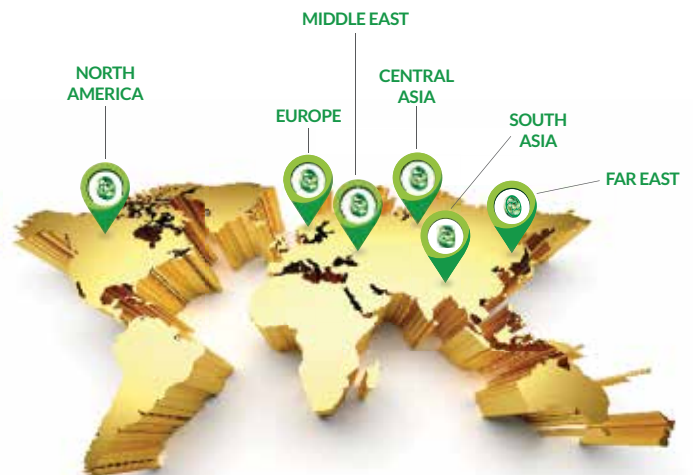 MIDDLE EAST
NORTH
AMERICA
CENTRAL
ASIA
EUROPE
SOUTH
ASIA
FAR EAST